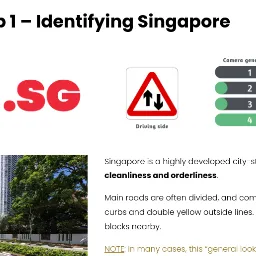 1 – Identifying Singapore
Camera gene
.SG
1
2
3
4
Driving side
Singapore is a highly developed city
cleanliness and orderliness.
Main roads are often divided, and com
curbs and double yellow outside lines.
blocks nearby.
NOTE: In many cases, this "general look